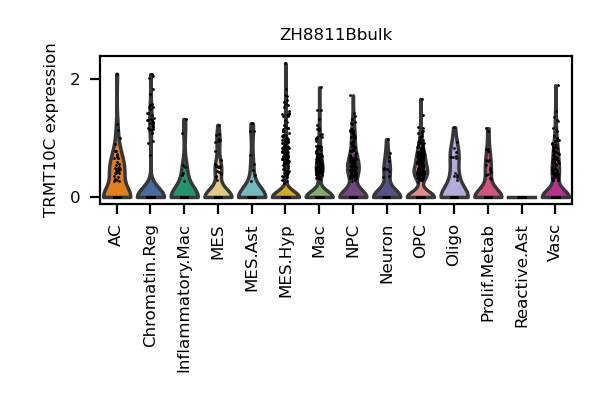 ZH8811Bbulk
TRMT10C expression
2
0
AC
Chromatin.Reg
Inflammatory.Mac
MES
MES.Ast
MES.Hyp
Mac
NPC
Neuron
OPC
Oligo
Prolif.Metab
Reactive.Ast
Vasc